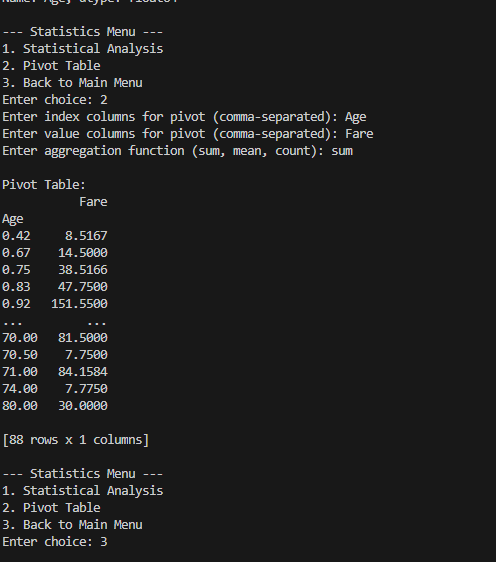 Name: Age, dtype: float64
--- Statistics Menu ---
1. Statistical Analysis
2. Pivot Table
3. Back to Main Menu
Enter choice: 2
Enter index columns for pivot (comma-separated): Age
Enter value columns for pivot (comma-separated): Fare
Enter aggregation function (sum, mean, count): sum
Pivot Table:
Fare
Age
0.42 8.5167
0.67 14.5000
0.75 38.5166
0.83 47.7500
0.92 151.5500
... ...
70.00 81.5000
70.50 7.7500
71.00 84.1584
74.00 7.7750
80.00 30.0000
[88 rows x 1 columns]
--- Statistics Menu ---
1. Statistical Analysis
2. Pivot Table
3. Back to Main Menu
Enter choice: 3